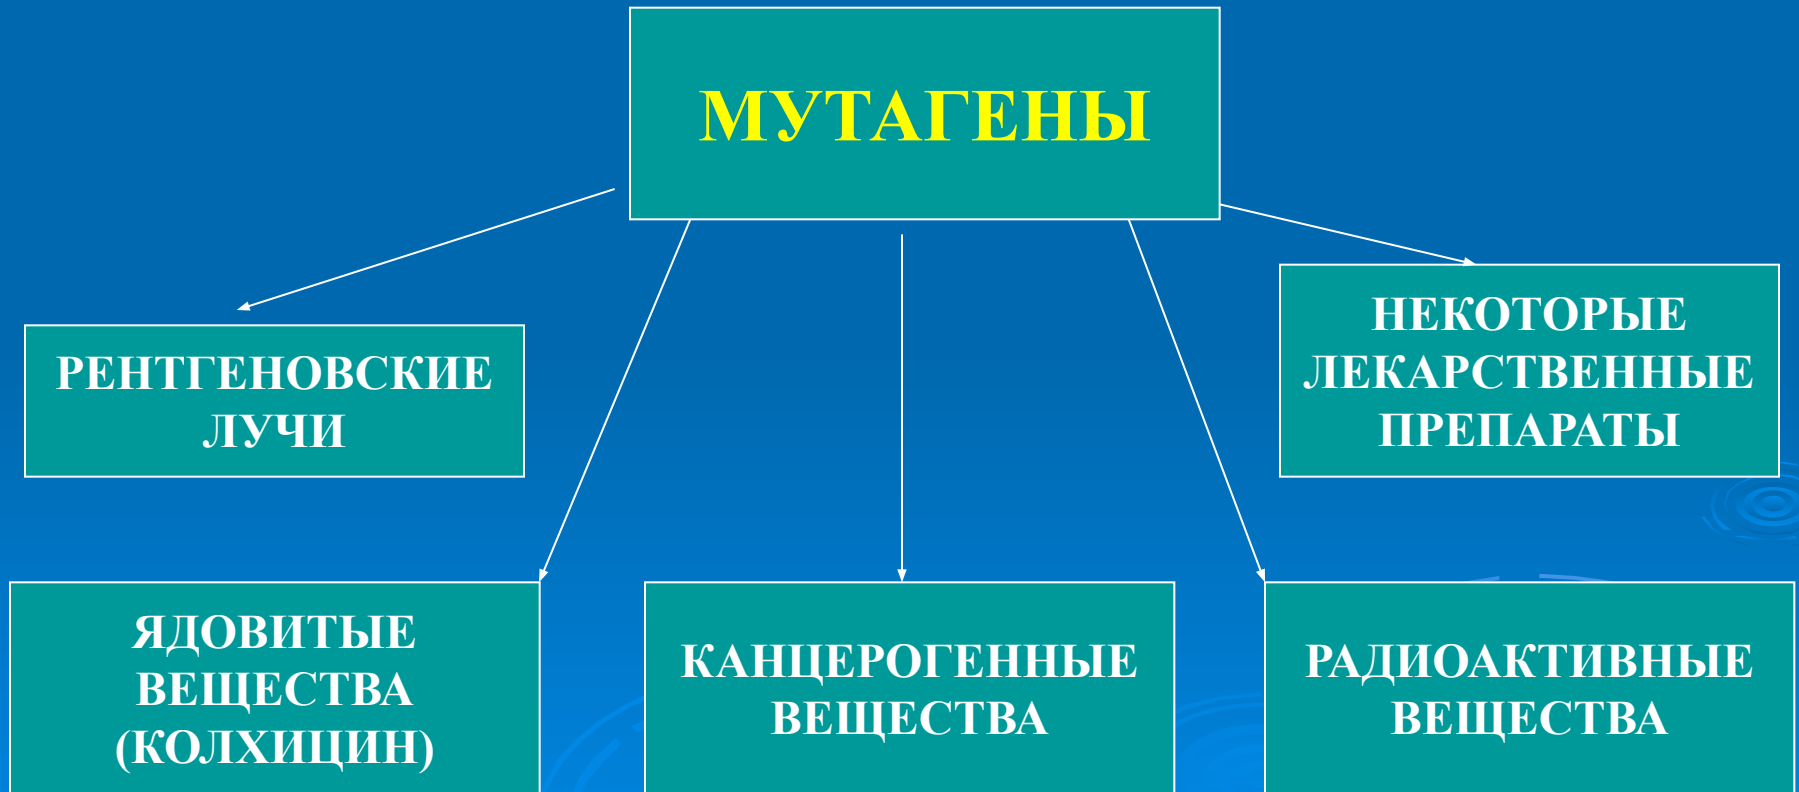 МУТАГЕНЫ
РЕНТГЕНОВСКИЕ
ЛУЧИ
НЕКОТОРЫЕ
ЛЕКАРСТВЕННЫЕ
ПРЕПАРАТЫ
ЯДОВИТЫЕ
ВЕЩЕСТВА
(КОЛХИЦИН)
КАНЦЕРОГЕННЫЕ
ВЕЩЕСТВА
РАДИОАКТИВНЫЕ
ВЕЩЕСТВА